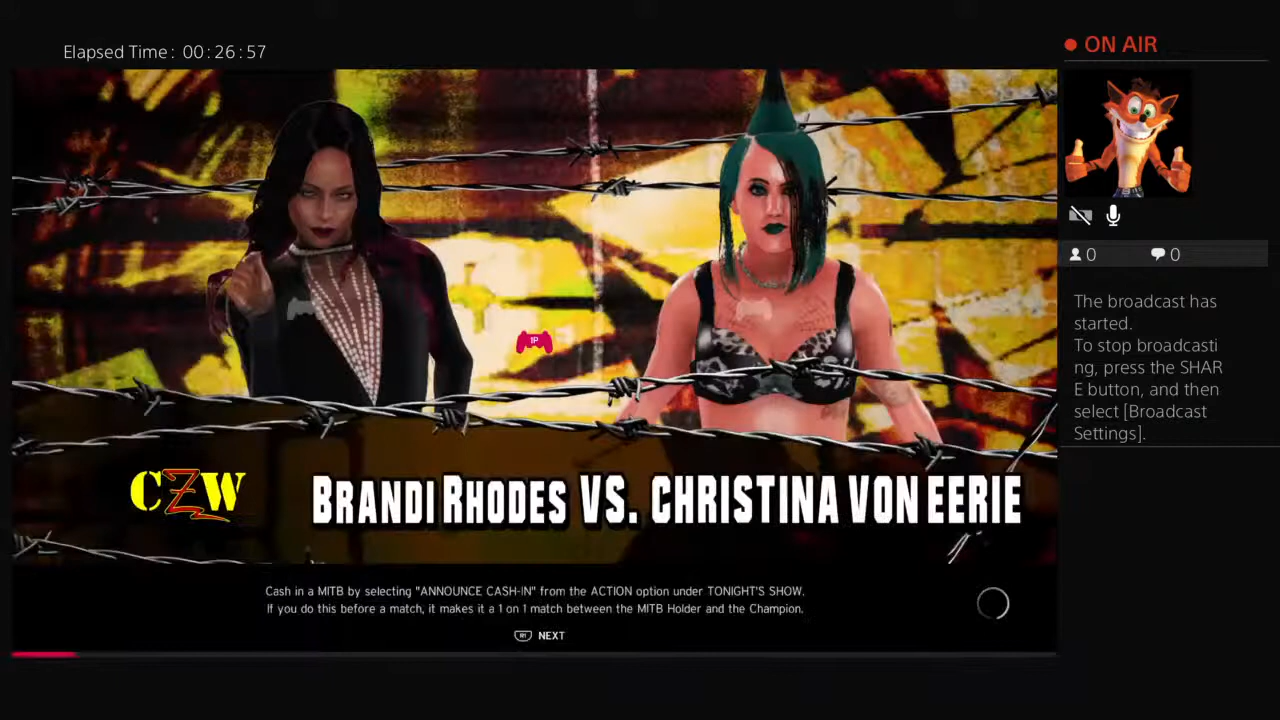 Elapsed Time: 00:26:57
ON AIR
0
0
The broadcast has
started.
To stop broadcasti
ng, press the SHAR
E button, and then
select [Broadcast
Settings].
1P
CZW
BRANDI RHODES VS. CHRISTINA VON EERIE
Cash in a MITB by selecting "ANNOUNCE CASH-IN" from the ACTION option under TONIGHT'S SHOW.
If you do this before a match, it makes it a 1 on 1 match between the MITB Holder and the Champion.
R1 NEXT